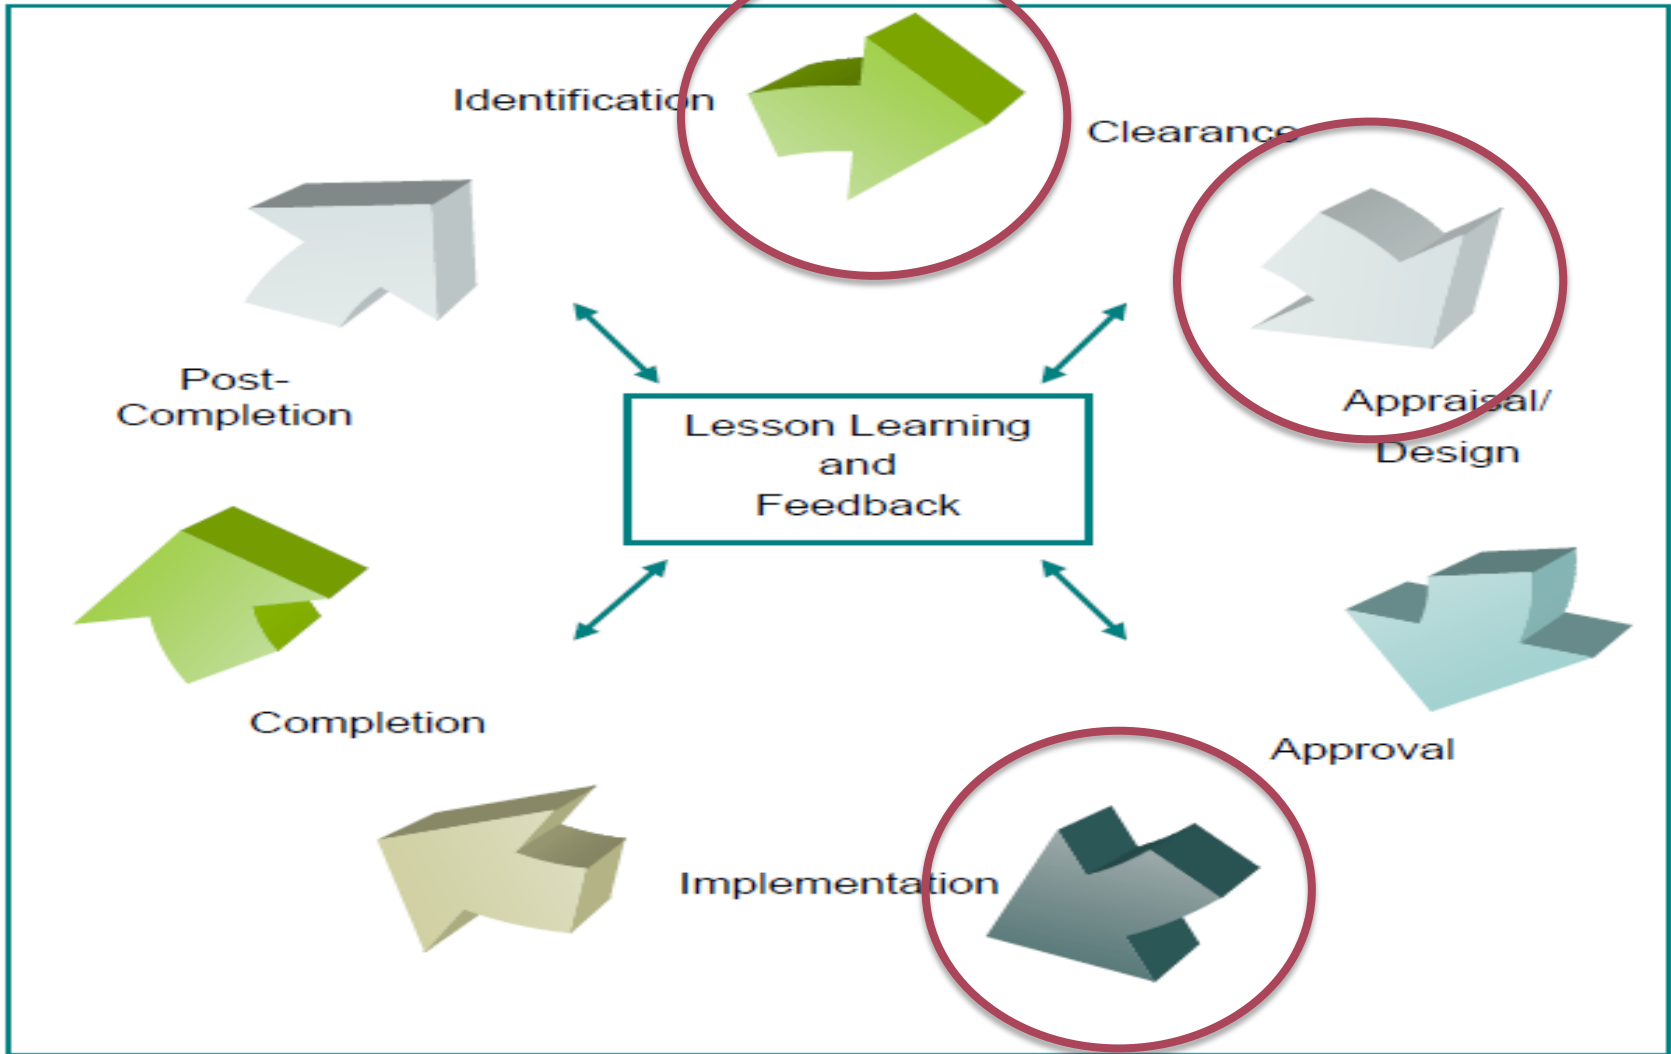 Identification
Clearance
Appraisal/
Design
Approval
Implementation
Completion
Post-
Completion
Lesson Learning
and
Feedback